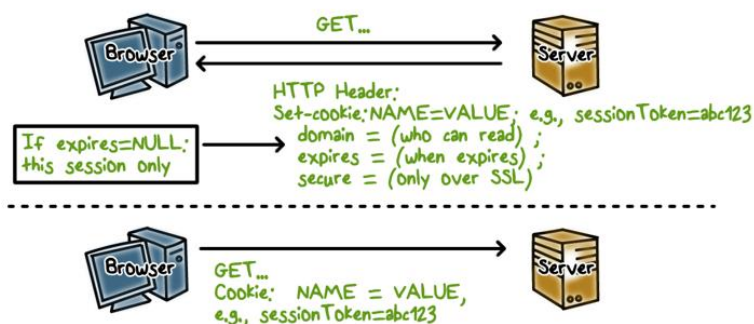 GET...
Browser
Server
HTTP Header:
Set-cookie: NAME=VALUE; e.g., sessionToken=abc123
domain = (who can read) ;
If expires=NULL:
expires = (when expires) ;
this session only
secure = (only over SSL)
Browser
Server
GET...
Cookie: NAME = VALUE,
e.g., sessionToken=abc123